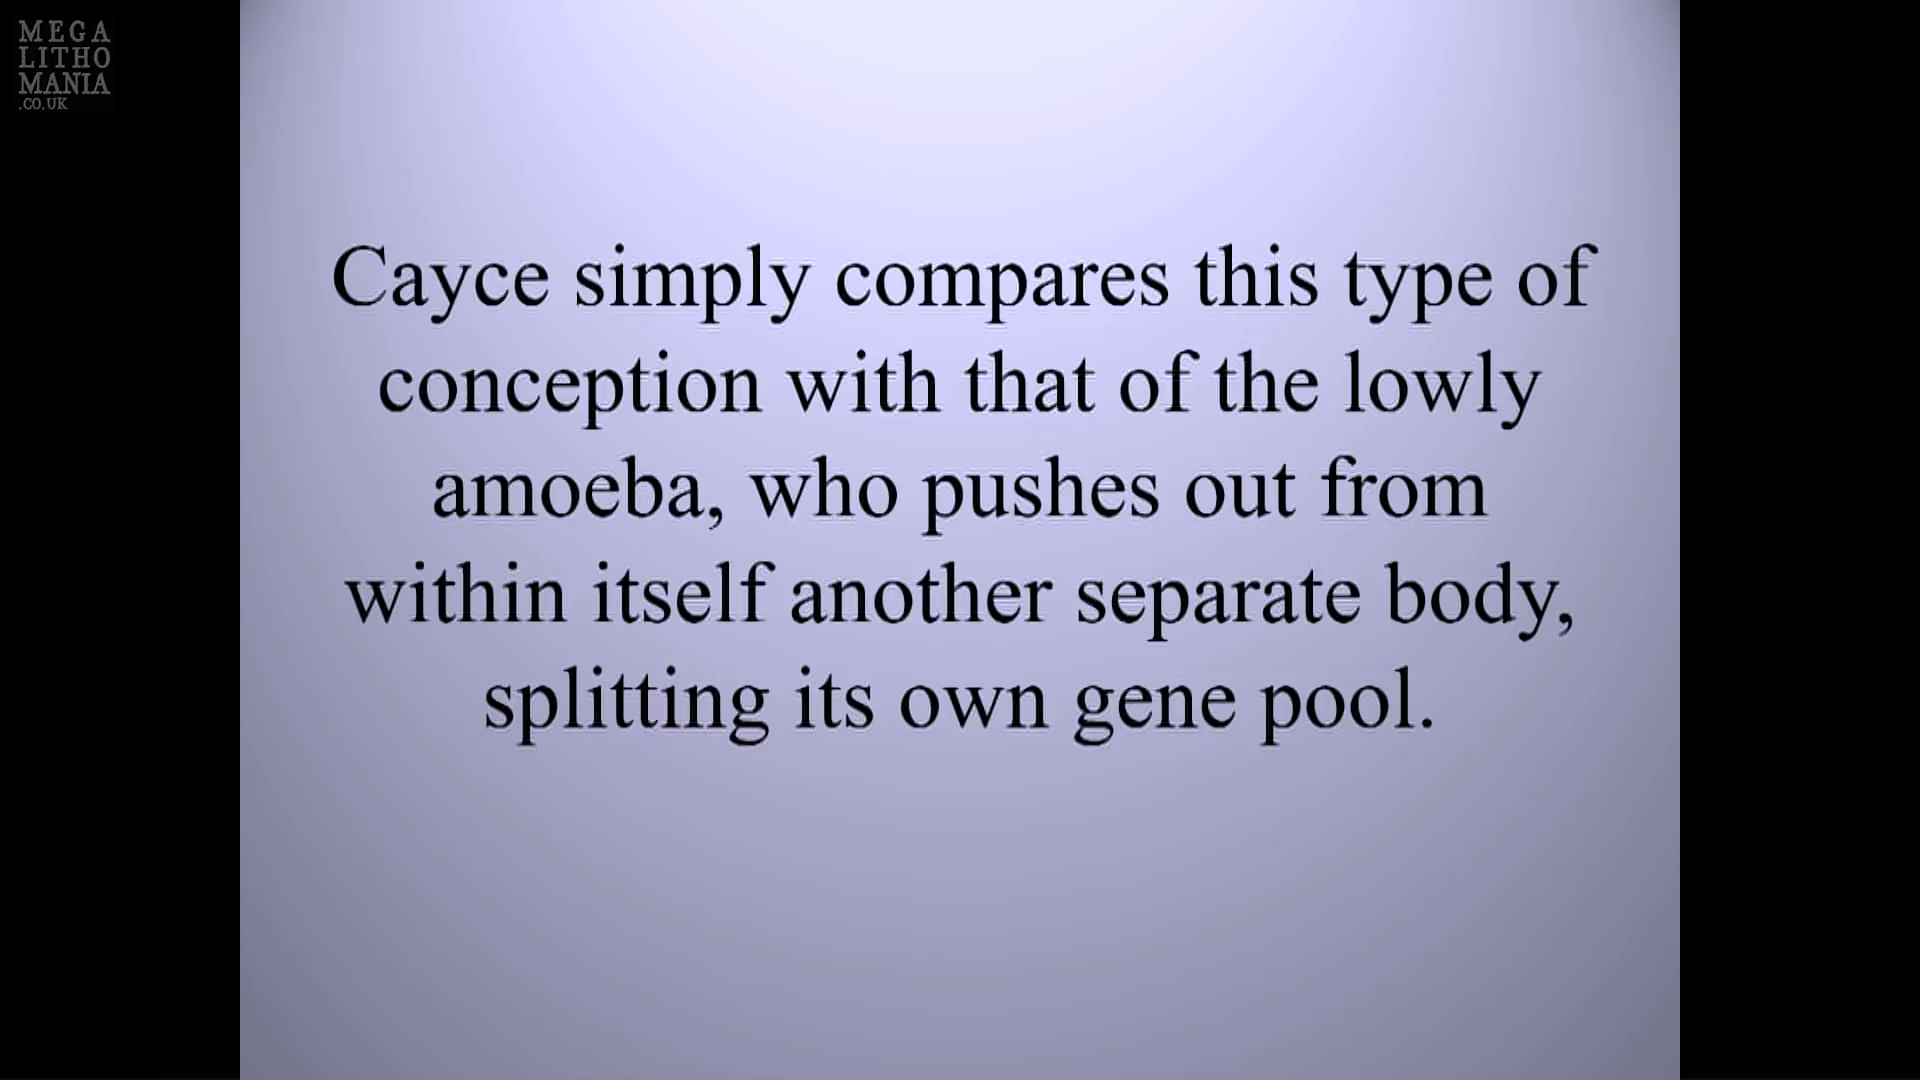 MEGA
LITHO
MANIA
.CO.UK
Cayce simply compares this type of
conception with that of the lowly
amoeba, who pushes out from
within itself another separate body,
splitting its own gene pool.